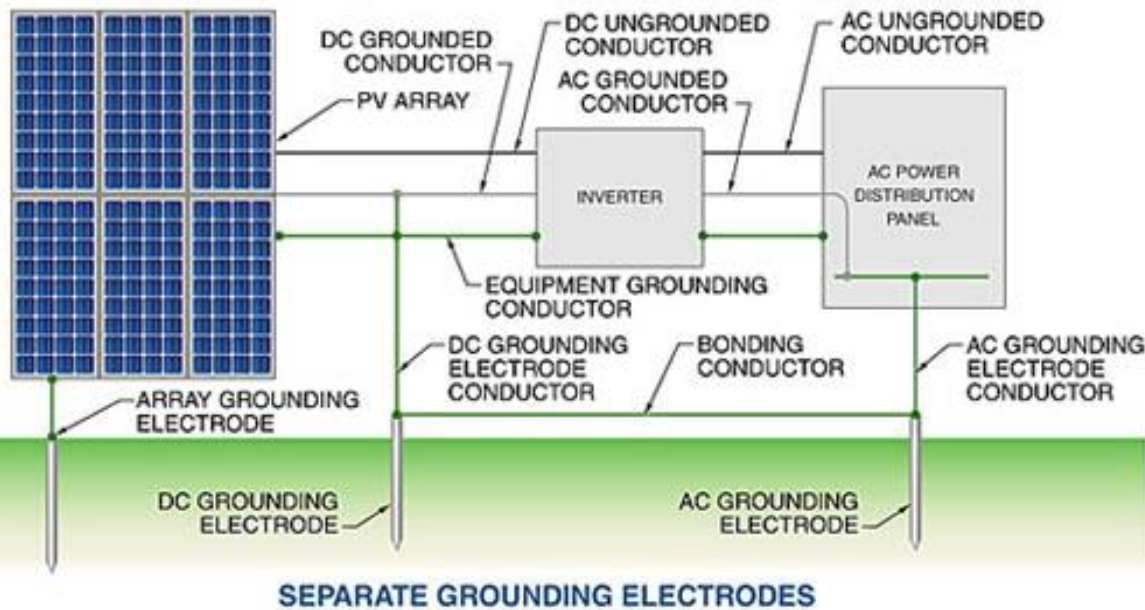 DC GROUNDED
CONDUCTOR
DC UNGROUNDED
CONDUCTOR
AC UNGROUNDED
CONDUCTOR
AC GROUNDED
CONDUCTOR
PV ARRAY
INVERTER
AC POWER
DISTRIBUTION
PANEL
EQUIPMENT GROUNDING
CONDUCTOR
DC GROUNDING
ELECTRODE
CONDUCTOR
BONDING
CONDUCTOR
AC GROUNDING
ELECTRODE
CONDUCTOR
ARRAY GROUNDING
ELECTRODE
DC GROUNDING
ELECTRODE
AC GROUNDING
ELECTRODE
SEPARATE GROUNDING ELECTRODES